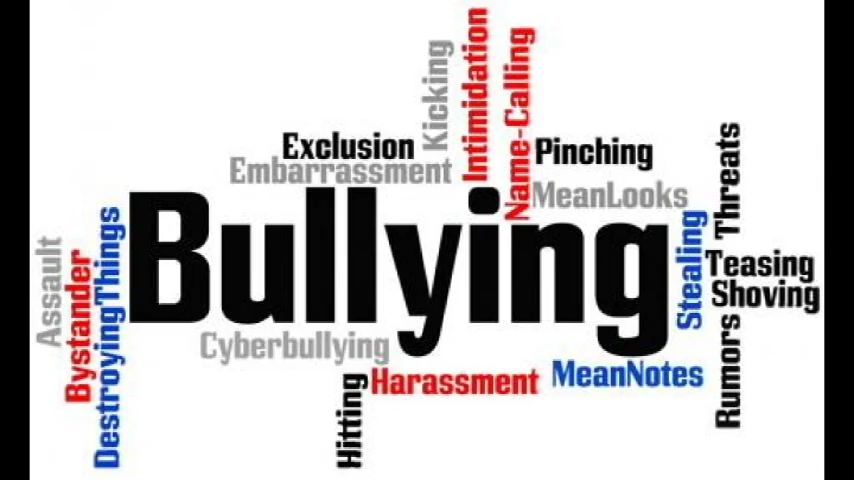 Kicking
Intimidation
Name-Calling
Exclusion
Embarrassment
Pinching
MeanLooks
Threats
Bullying
Assault
Bystander
DestroyingThings
Stealing
Teasing
Shoving
Cyberbullying
Rumors
Hitting
Harassment
MeanNotes